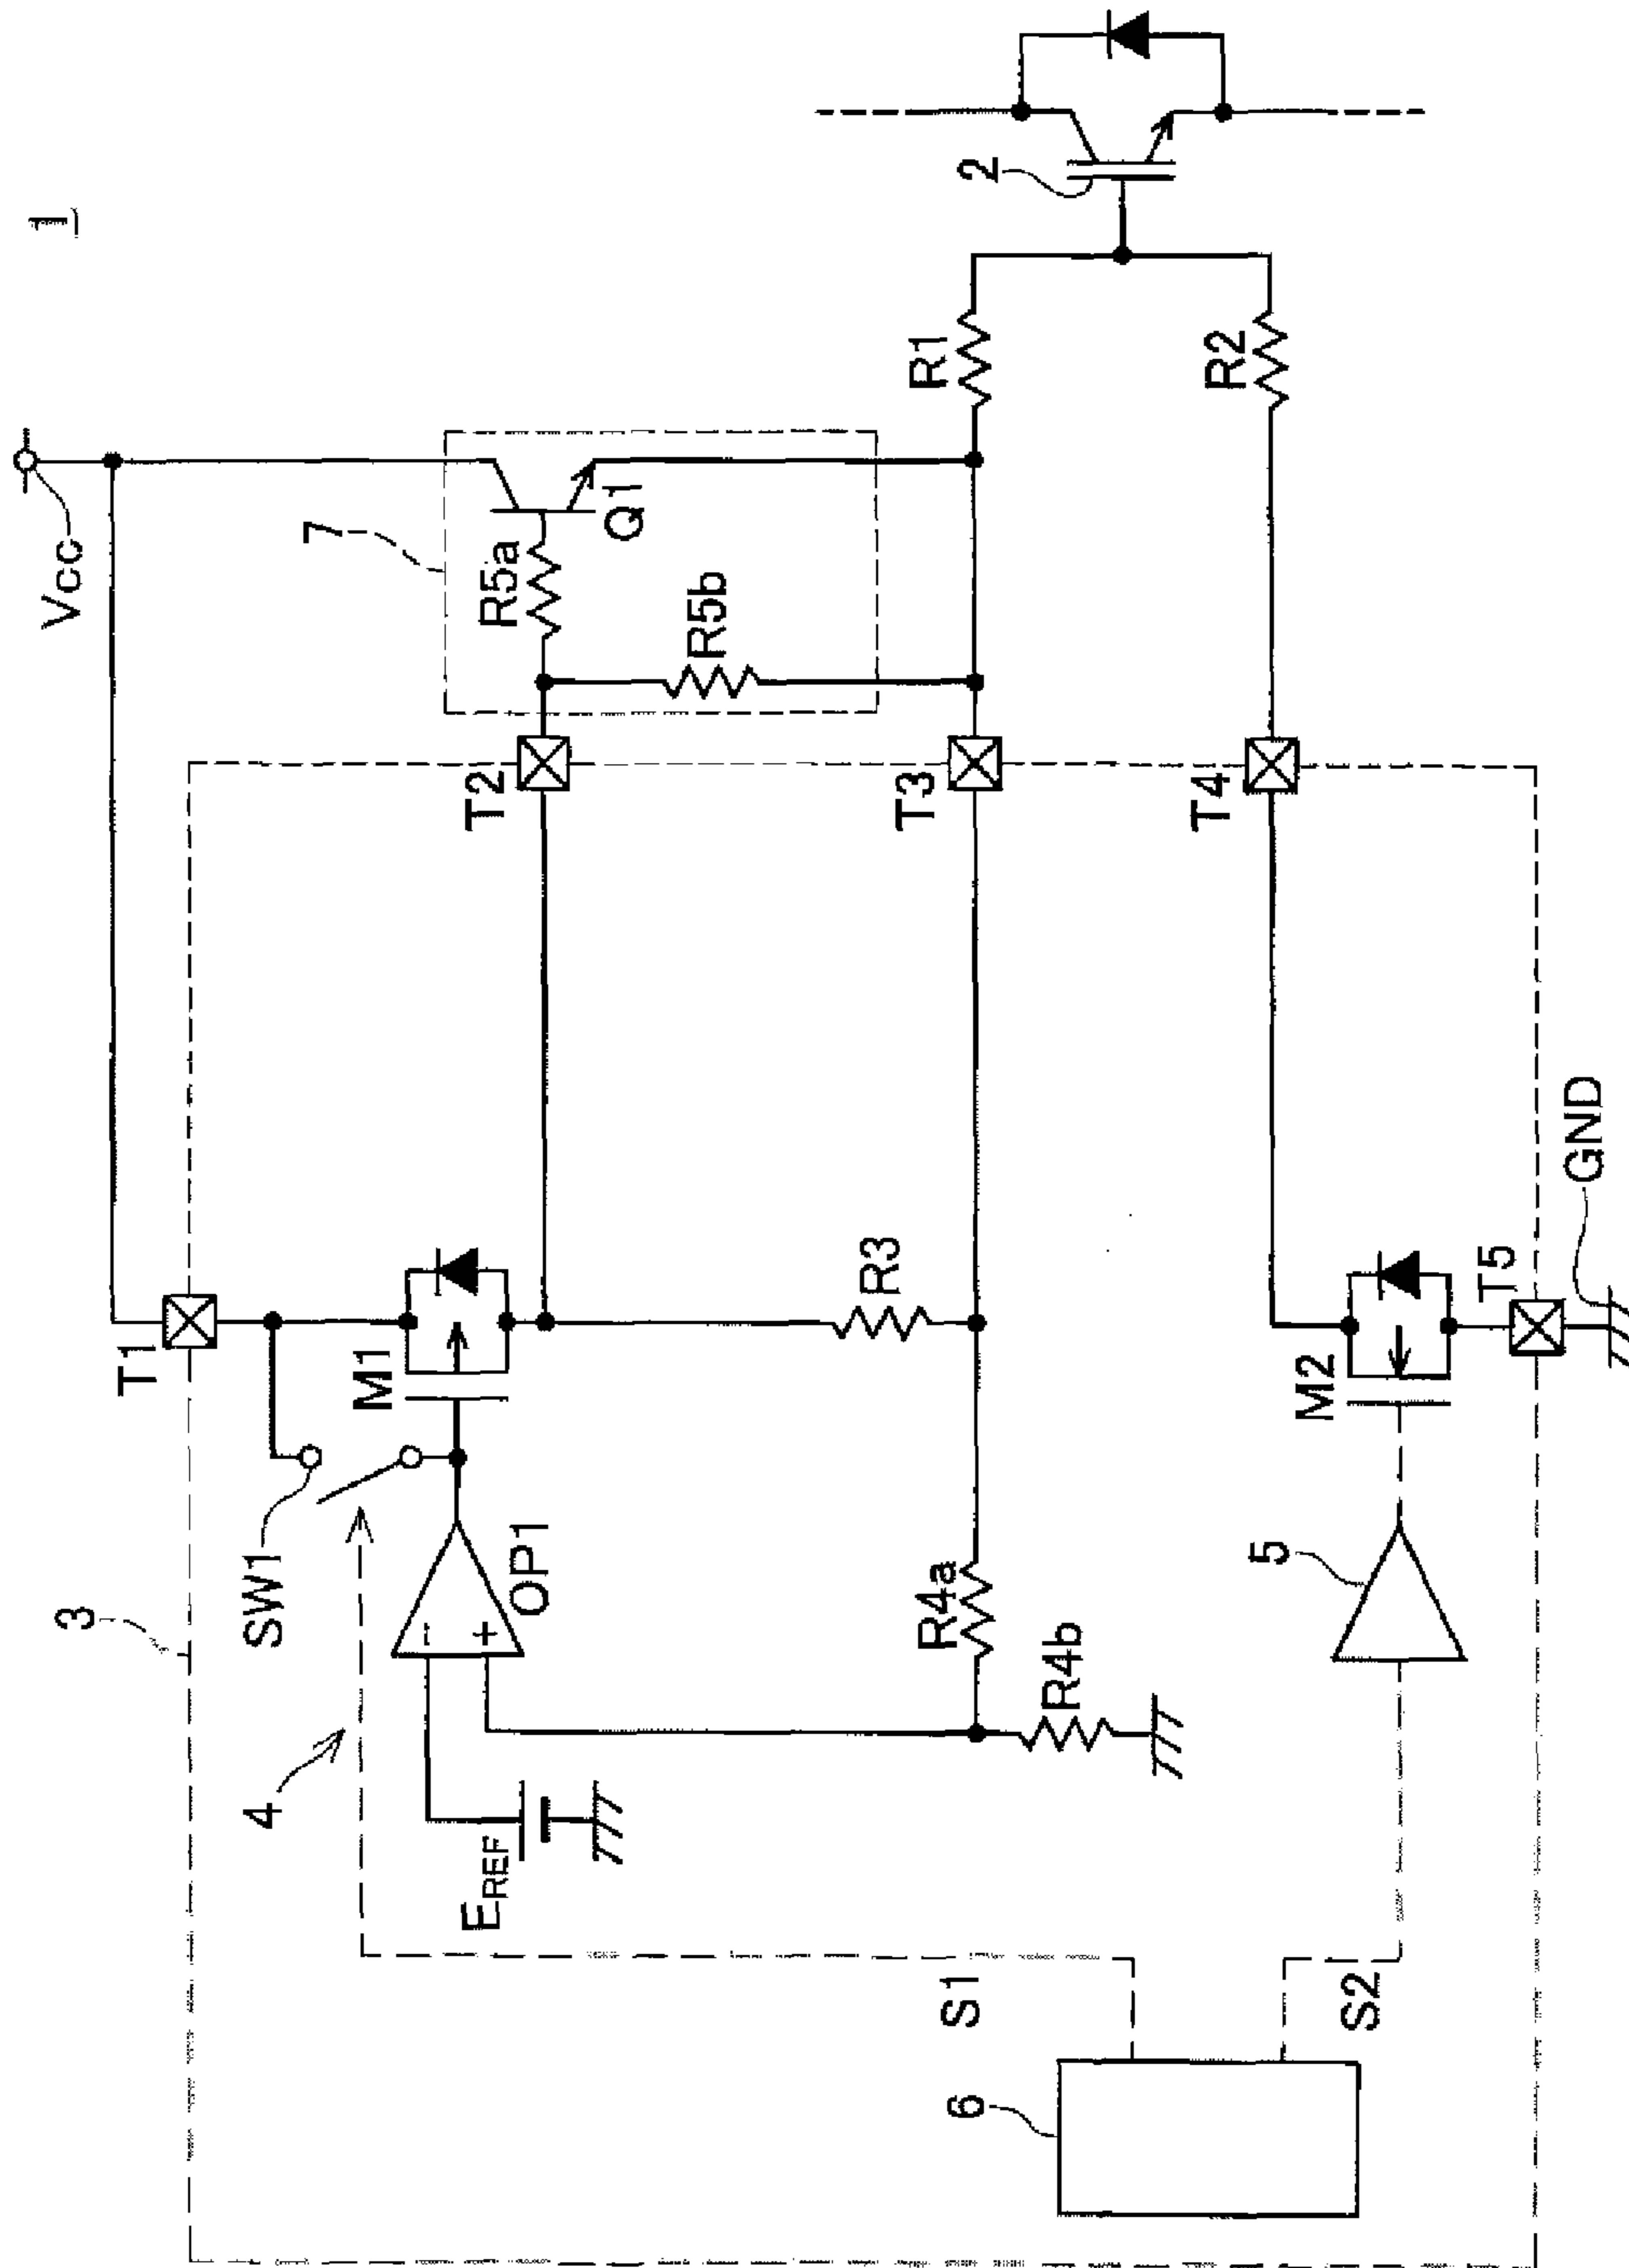 1
Vcc
7
R5a
Q1
R5b
2
R1
R2
T1
T2
T3
T4
T5
GND
3
SW1
M1
R3
4
OP1
-
+
EREF
R4a
R4b
M2
5
S1
S2
6